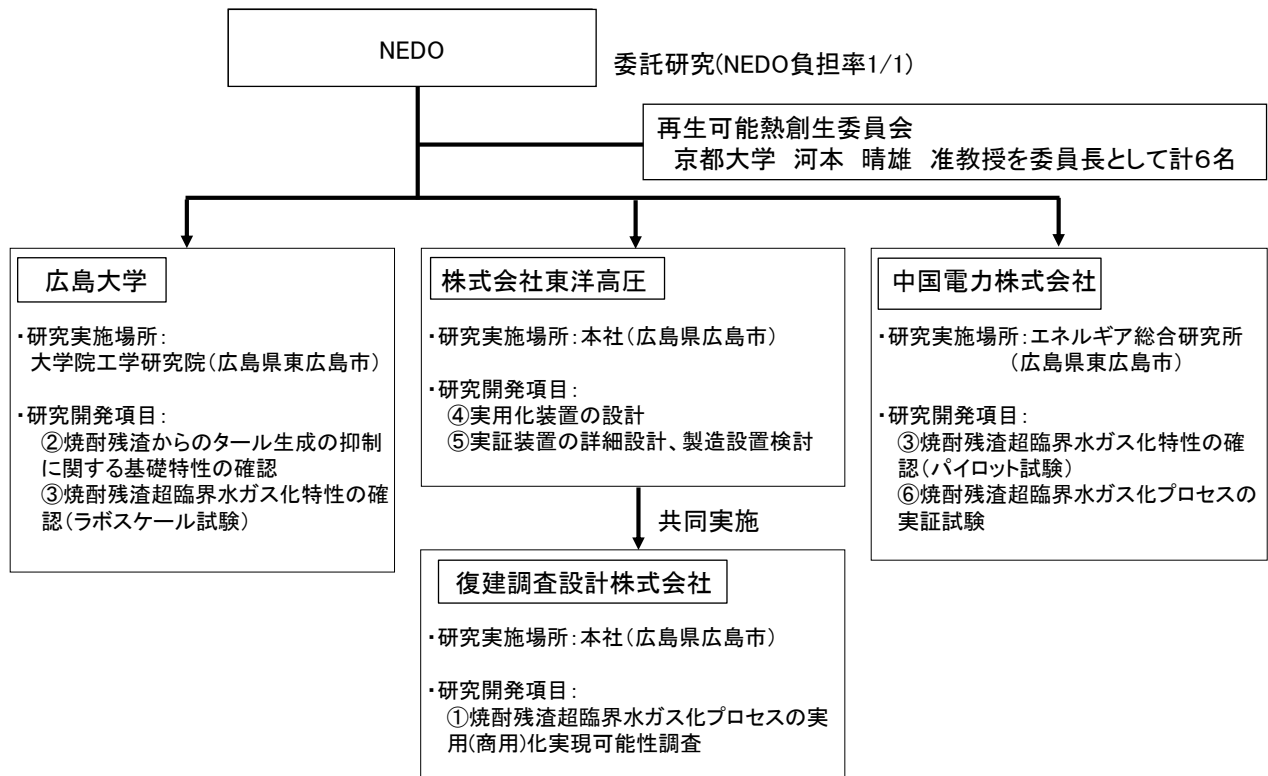 NEDO
委託研究(NEDO負担率1/1)
再生可能熱創生委員会
京都大学 河本 晴雄 准教授を委員長として計6名
広島大学
・研究実施場所:
大学院工学研究院(広島県東広島市)
・研究開発項目:
②焼酎残渣からのタール生成の抑制
に関する基礎特性の確認
③焼酎残渣超臨界水ガス化特性の確
認(ラボスケール試験)
株式会社東洋高圧
・研究実施場所:本社(広島県広島市)
・研究開発項目:
④実用化装置の設計
⑤実証装置の詳細設計、製造設置検討
共同実施
復建調査設計株式会社
・研究実施場所:本社(広島県広島市)
・研究開発項目:
①焼酎残渣超臨界水ガス化プロセスの実
用(商用)化実現可能性調査
中国電力株式会社
・研究実施場所:エネルギア総合研究所
(広島県東広島市)
・研究開発項目:
③焼酎残渣超臨界水ガス化特性の確
認(パイロット試験)
⑥焼酎残渣超臨界水ガス化プロセスの
実証試験